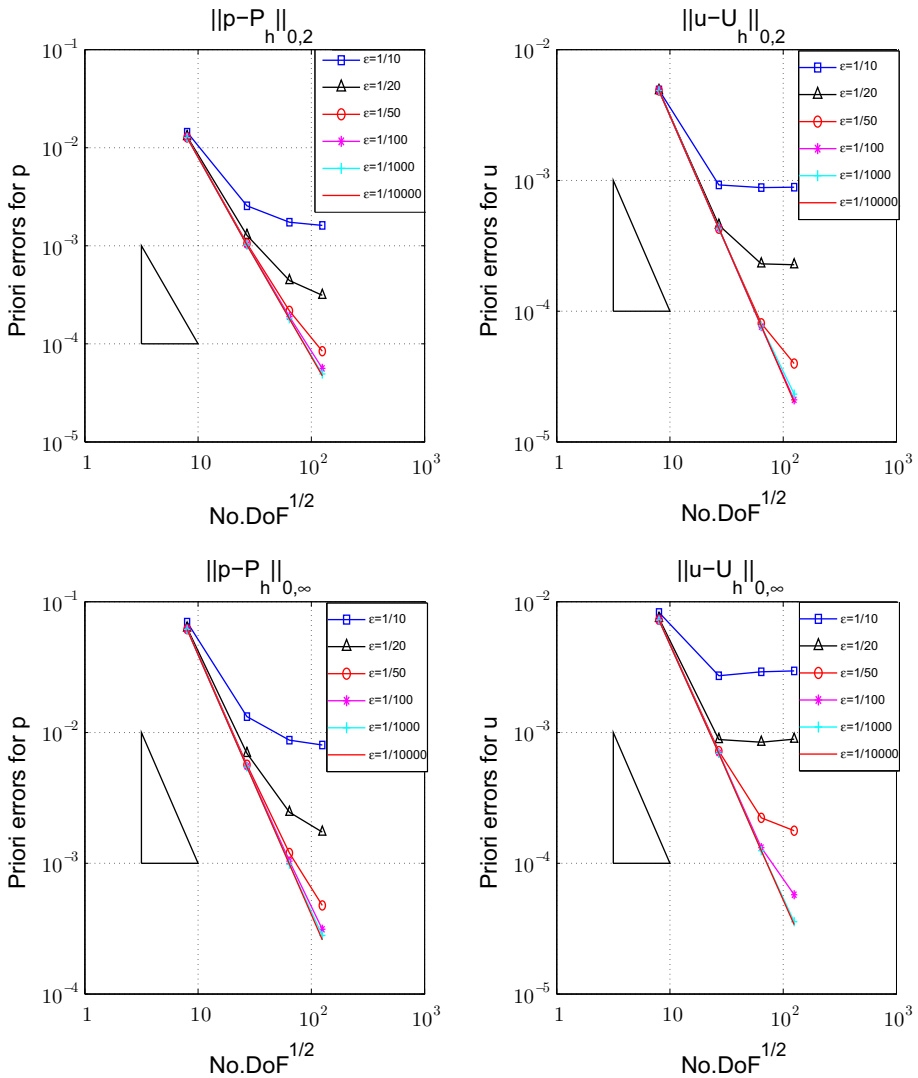 ||p−P_h||_{0,2}
Priori errors for p
10^{-1}
10^{-2}
10^{-3}
10^{-4}
10^{-5}
ε=1/10
ε=1/20
ε=1/50
ε=1/100
ε=1/1000
ε=1/10000
1
10
10^2
10^3
No.DoF^{1/2}
||u−U_h||_{0,2}
Priori errors for u
10^{-2}
10^{-3}
10^{-4}
10^{-5}
ε=1/10
ε=1/20
ε=1/50
ε=1/100
ε=1/1000
ε=1/10000
1
10
10^2
10^3
No.DoF^{1/2}
||p−P_h||_{0,∞}
Priori errors for p
10^{-1}
10^{-2}
10^{-3}
10^{-4}
ε=1/10
ε=1/20
ε=1/50
ε=1/100
ε=1/1000
ε=1/10000
1
10
10^2
10^3
No.DoF^{1/2}
||u−U_h||_{0,∞}
Priori errors for u
10^{-2}
10^{-3}
10^{-4}
10^{-5}
ε=1/10
ε=1/20
ε=1/50
ε=1/100
ε=1/1000
ε=1/10000
1
10
10^2
10^3
No.DoF^{1/2}